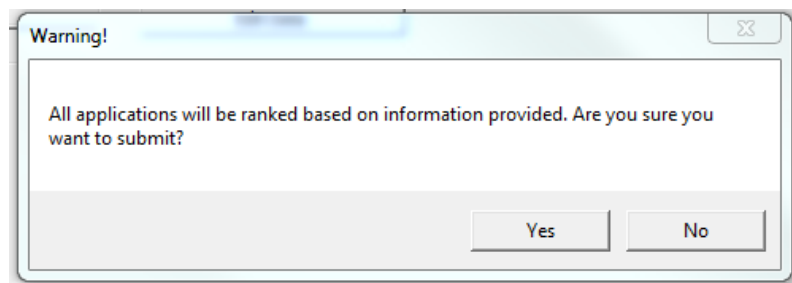 Warning!
All applications will be ranked based on information provided. Are you sure you
want to submit?
Yes No